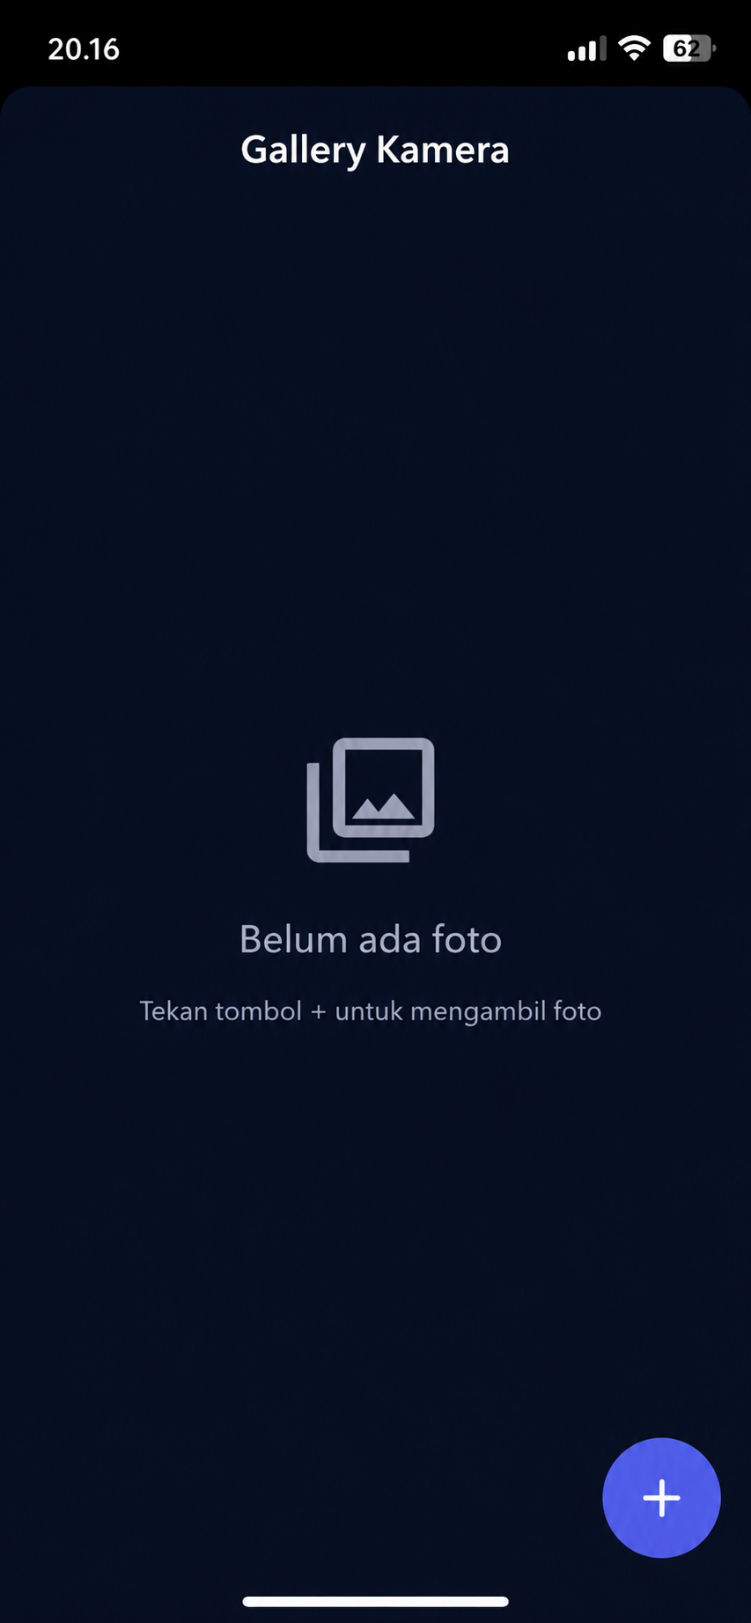 20.16
62
Gallery Kamera
Belum ada foto
Tekan tombol + untuk mengambil foto
+